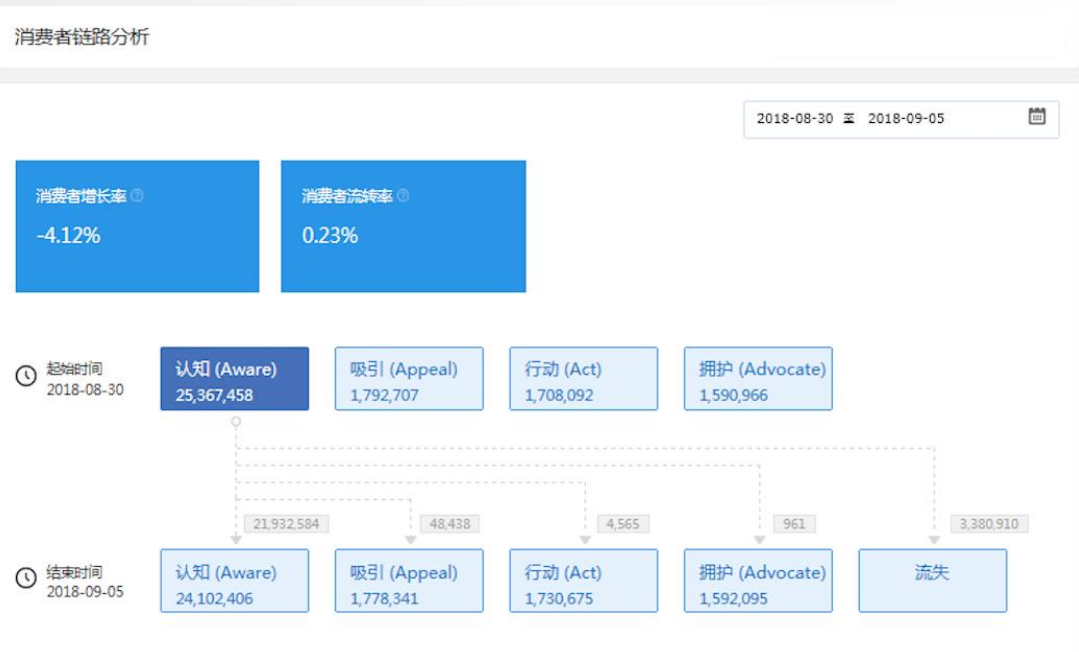 消费者链路分析
2018-08-30 至 2018-09-05
消费者增长率
-4.12%
消费者流转率
0.23%
起始时间
2018-08-30
认知 (Aware)
25,367,458
吸引 (Appeal)
1,792,707
行动 (Act)
1,708,092
拥护 (Advocate)
1,590,966
21,932,584
48,438
4,565
961
3,380,910
结束时间
2018-09-05
认知 (Aware)
24,102,406
吸引 (Appeal)
1,778,341
行动 (Act)
1,730,675
拥护 (Advocate)
1,592,095
流失